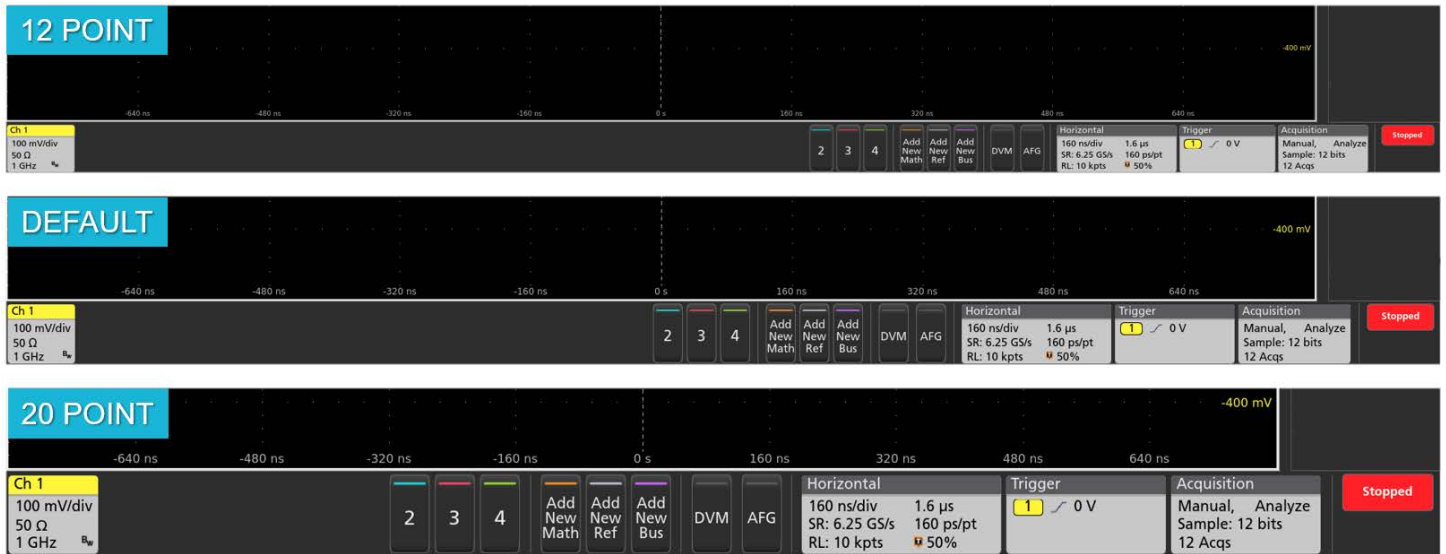 12 POINT
-400 mV
-640 ns -480 ns -320 ns -160 ns 0 s 160 ns 320 ns 480 ns 640 ns
Ch 1
100 mV/div
50 Ω
1 GHz Bw
2 3 4
Add New Math
Add New Ref
Add New Bus
DVM AFG
Horizontal
160 ns/div 1.6 µs
SR: 6.25 GS/s 160 ps/pt
RL: 10 kpts 50%
Trigger
1 0 V
Acquisition
Manual, Analyze
Sample: 12 bits
12 Acqs
Stopped
DEFAULT
-400 mV
-640 ns -480 ns -320 ns -160 ns 0 s 160 ns 320 ns 480 ns 640 ns
Ch 1
100 mV/div
50 Ω
1 GHz Bw
2 3 4
Add New Math
Add New Ref
Add New Bus
DVM AFG
Horizontal
160 ns/div 1.6 µs
SR: 6.25 GS/s 160 ps/pt
RL: 10 kpts 50%
Trigger
1 0 V
Acquisition
Manual, Analyze
Sample: 12 bits
12 Acqs
Stopped
20 POINT
-400 mV
-640 ns -480 ns -320 ns -160 ns 0 s 160 ns 320 ns 480 ns 640 ns
Ch 1
100 mV/div
50 Ω
1 GHz Bw
2 3 4
Add New Math
Add New Ref
Add New Bus
DVM AFG
Horizontal
160 ns/div 1.6 µs
SR: 6.25 GS/s 160 ps/pt
RL: 10 kpts 50%
Trigger
1 0 V
Acquisition
Manual, Analyze
Sample: 12 bits
12 Acqs
Stopped